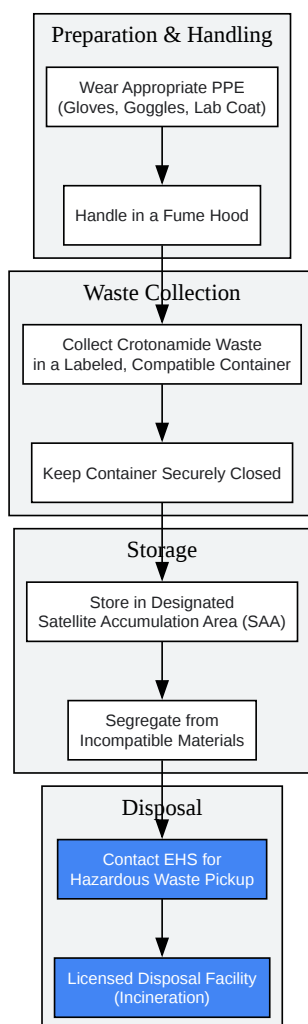 Preparation & Handling
Wear Appropriate PPE
(Gloves, Goggles, Lab Coat)
Handle in a Fume Hood
Waste Collection
Collect Crotonamide Waste
in a Labeled, Compatible Container
Keep Container Securely Closed
Storage
Store in Designated
Satellite Accumulation Area (SAA)
Segregate from
Incompatible Materials
Disposal
Contact EHS for
Hazardous Waste Pickup
Licensed Disposal Facility
(Incineration)